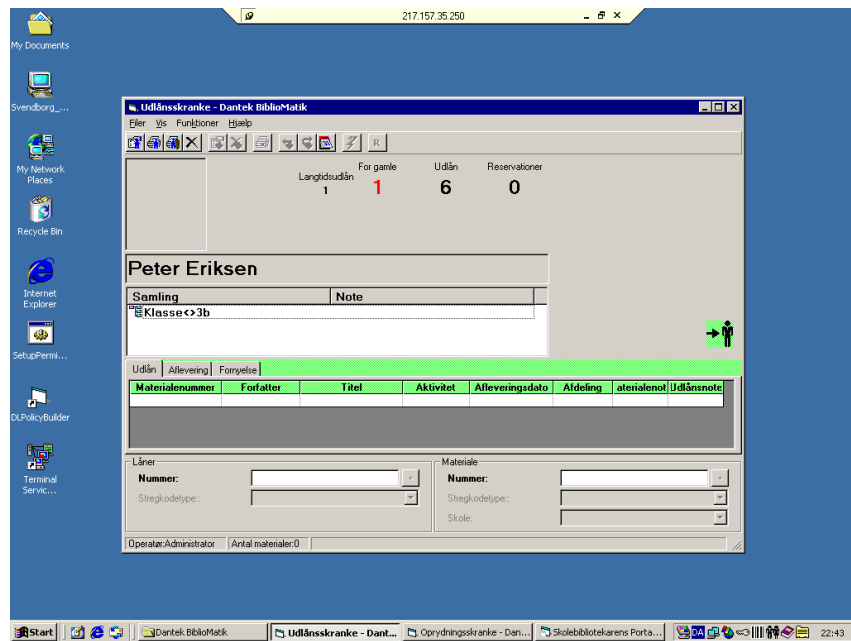 217.157.35.250
My Documents
Svendborg_...
My Network
Places
Recycle Bin
Internet
Explorer
SetupPermi...
DLPolicyBuilder
Terminal
Servic...
Udlånsskranke - Dantek BiblioMatik
Filer Vis Funktioner Hjælp
R
Langtidsudlån For gamle Udlån Reservationer
1 1 6 0
Peter Eriksen
Samling Note
Klasse<>3b
Udlån Aflevering Fornyelse
Materialenummer Forfatter Titel Aktivitet Afleveringsdato Afdeling aterialenot Udlånsnote
Låner Materiale
Nummer: + Nummer: +
Stregkodetype:: Stregkodetype::
Skole:
Operatør:Administrator Antal materialer:0
Start Dantek BiblioMatik Udlånsskranke - Dant... Oprydningsskranke - Dan... Skolebibliotekarens Porta... DA 22:43